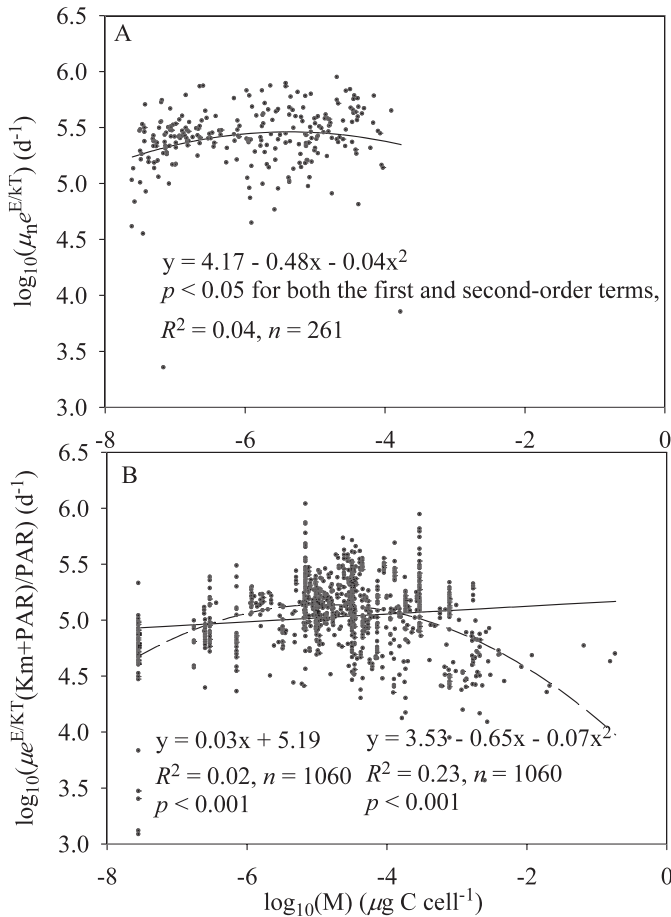 A
6.5
6.0
5.5
5.0
4.5
4.0
3.5
3.0
log₁₀(μₙe^E/kT) (d⁻¹)
y = 4.17 - 0.48x - 0.04x²
p < 0.05 for both the first and second-order terms,
R² = 0.04, n = 261
-8 -6 -4 -2 0
B
6.5
6.0
5.5
5.0
4.5
4.0
3.5
3.0
log₁₀(μe^E/KT(Km+PAR)/PAR) (d⁻¹)
y = 0.03x + 5.19 y = 3.53 - 0.65x - 0.07x²
R² = 0.02, n = 1060 R² = 0.23, n = 1060
p < 0.001 p < 0.001
-8 -6 -4 -2 0
log₁₀(M) (μg C cell⁻¹)